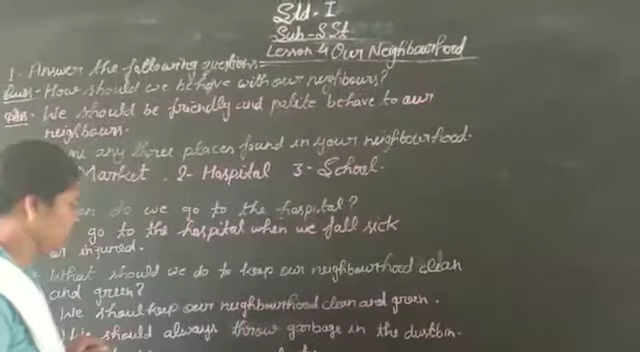 Std - I
Sub - S.St
Lesson 4 Our Neighbourhood
1 - Answer the following questions =
Ques - How should we behave with our neighbours?
Ans - We should be friendly and polite behave to our
neighbours.
any three places found in your neighbourhood.
Market 2 - Hospital 3 - School.
do we go to the hospital?
go to the hospital when we fall sick
or injured.
What should we do to keep our neighbourhood clean
and green?
We shoul keep our neighbourhood clean and green.
We should always throw garbage in the dustbin.